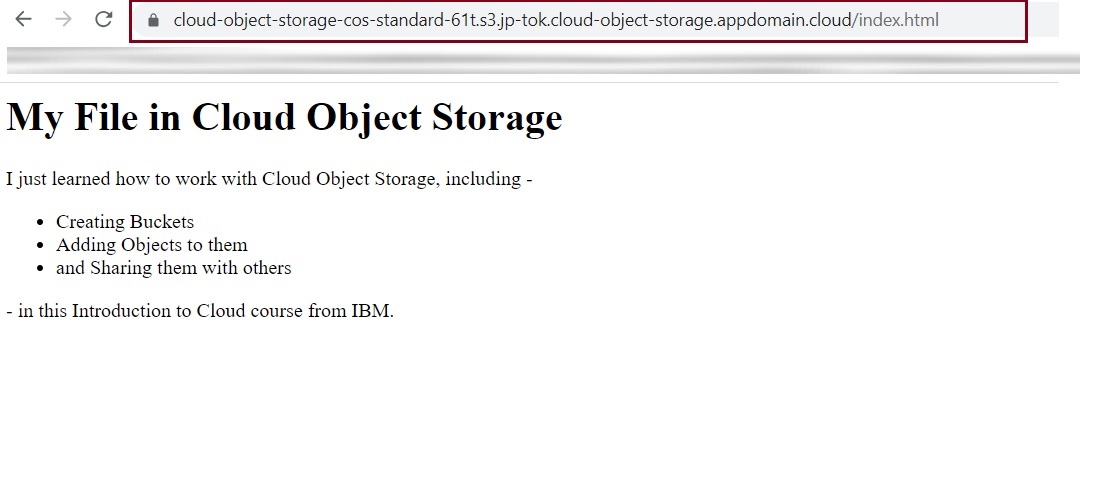 cloud-object-storage-cos-standard-61t.s3.jp-tok.cloud-object-storage.appdomain.cloud/index.html
My File in Cloud Object Storage
I just learned how to work with Cloud Object Storage, including -
• Creating Buckets
• Adding Objects to them
• and Sharing them with others
- in this Introduction to Cloud course from IBM.